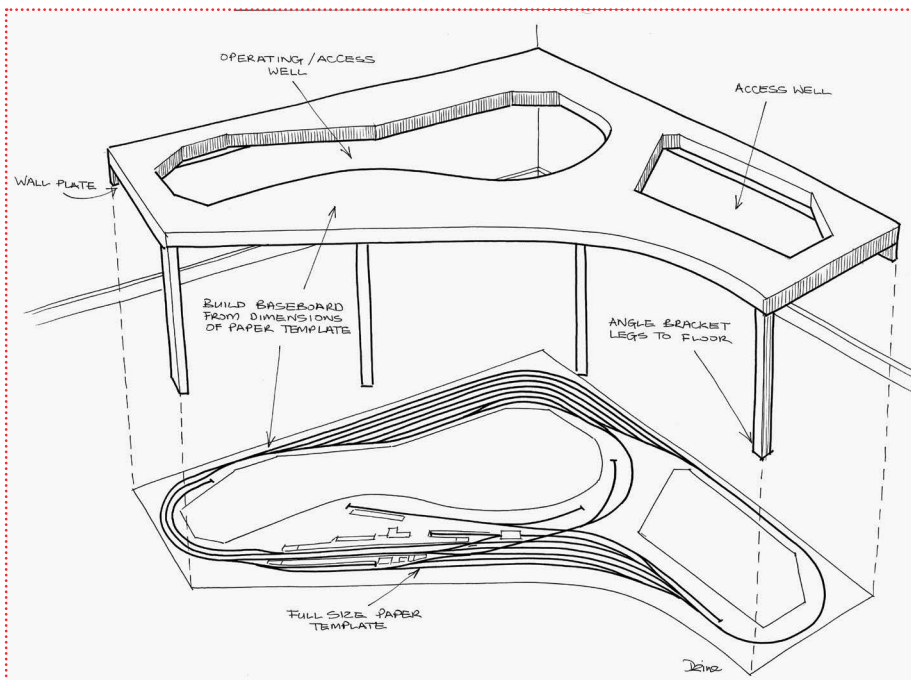 OPERATING/ACCESS
WELL
ACCESS WELL
WALL PLATE
BUILD BASEBOARD
FROM DIMENSIONS
OF PAPER TEMPLATE
ANGLE BRACKET
LEGS TO FLOOR
FULL SIZE PAPER
TEMPLATE